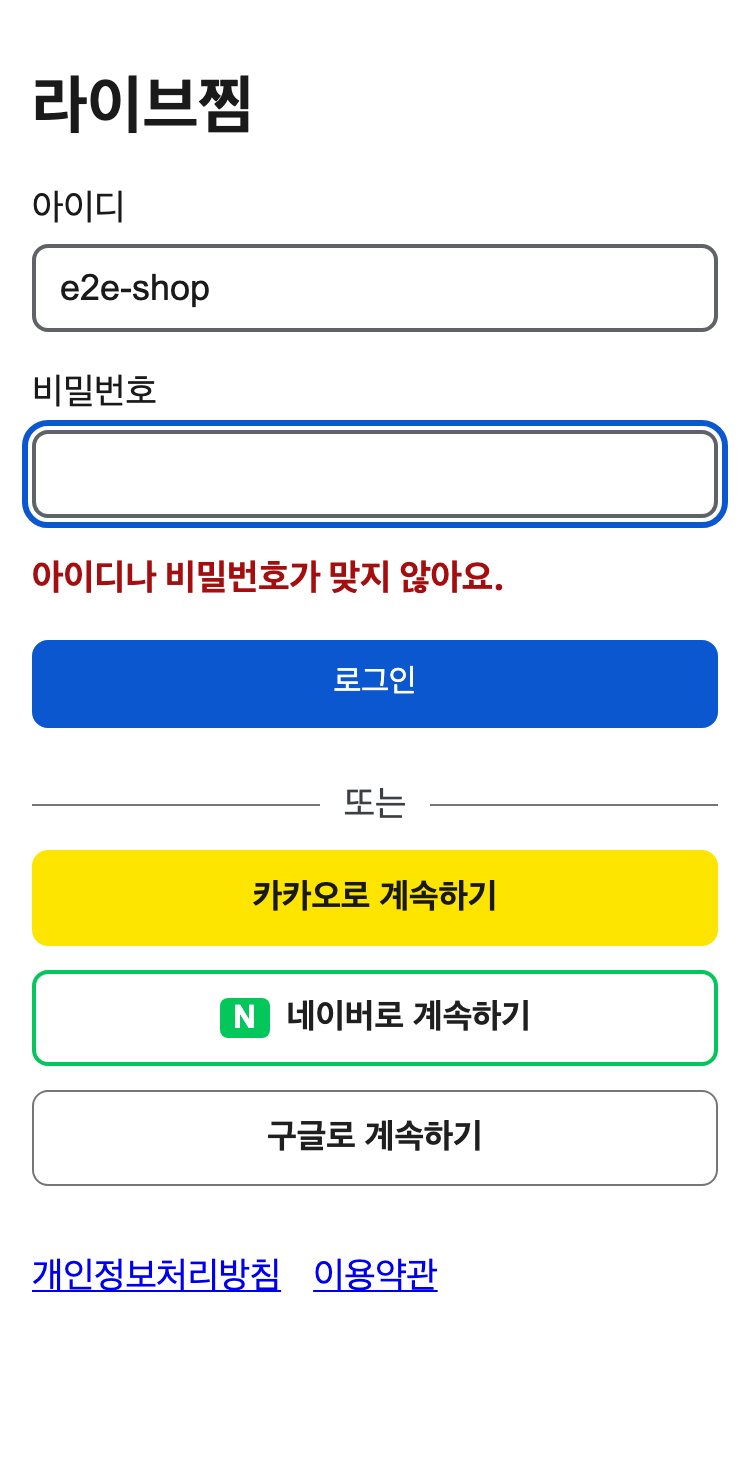 라이브찜
아이디
e2e-shop
비밀번호
아이디나 비밀번호가 맞지 않아요.
로그인
또는
카카오로 계속하기
N 네이버로 계속하기
구글로 계속하기
개인정보처리방침 이용약관